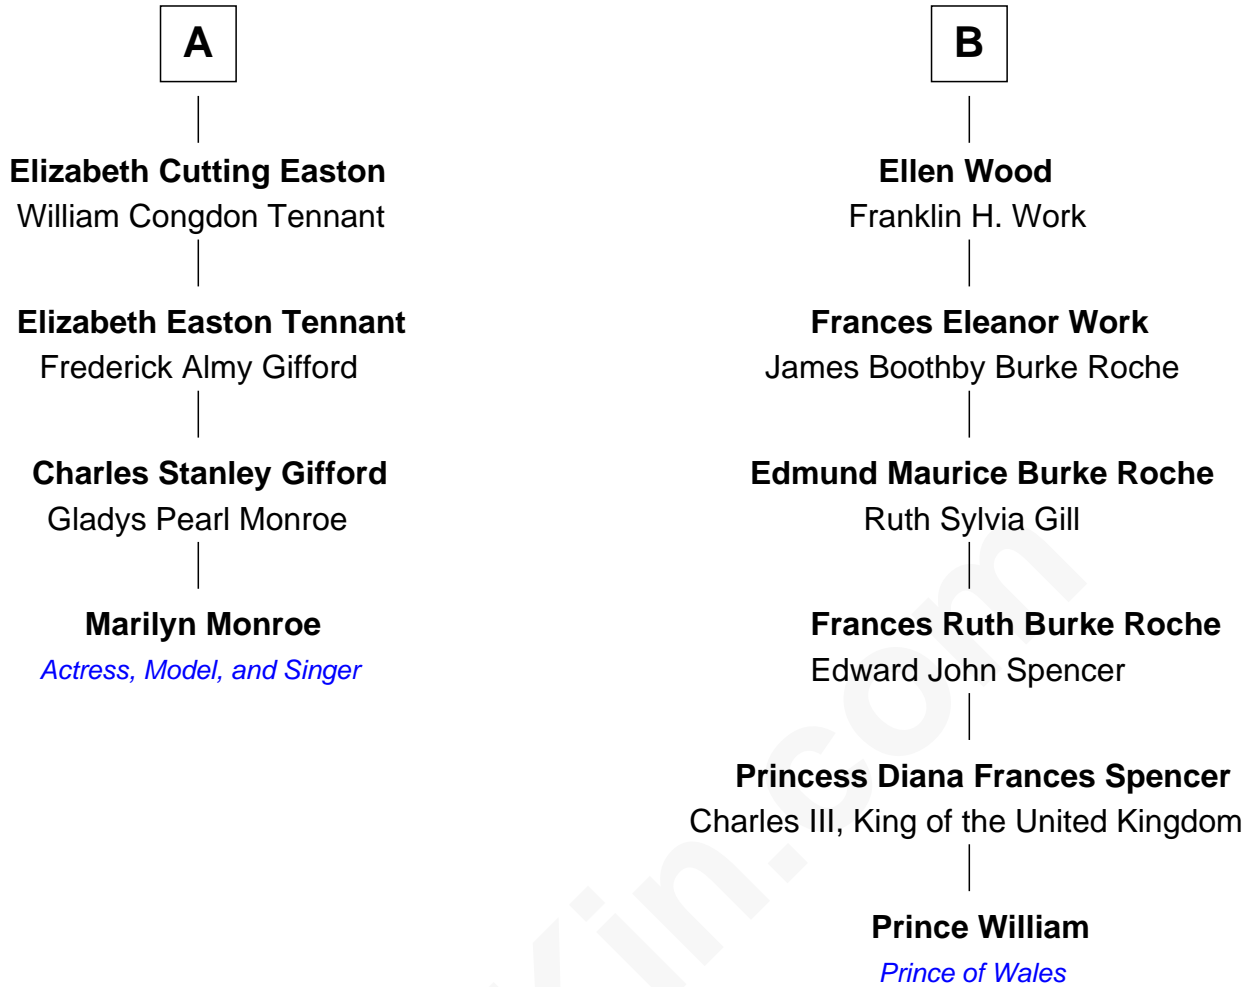 A
Elizabeth Cutting Easton
William Congdon Tennant
Elizabeth Easton Tennant
Frederick Almy Gifford
Charles Stanley Gifford
Gladys Pearl Monroe
Marilyn Monroe
Actress, Model, and Singer
B
Ellen Wood
Franklin H. Work
Frances Eleanor Work
James Boothby Burke Roche
Edmund Maurice Burke Roche
Ruth Sylvia Gill
Frances Ruth Burke Roche
Edward John Spencer
Princess Diana Frances Spencer
Charles III, King of the United Kingdom
Prince William
Prince of Wales
Kin.com